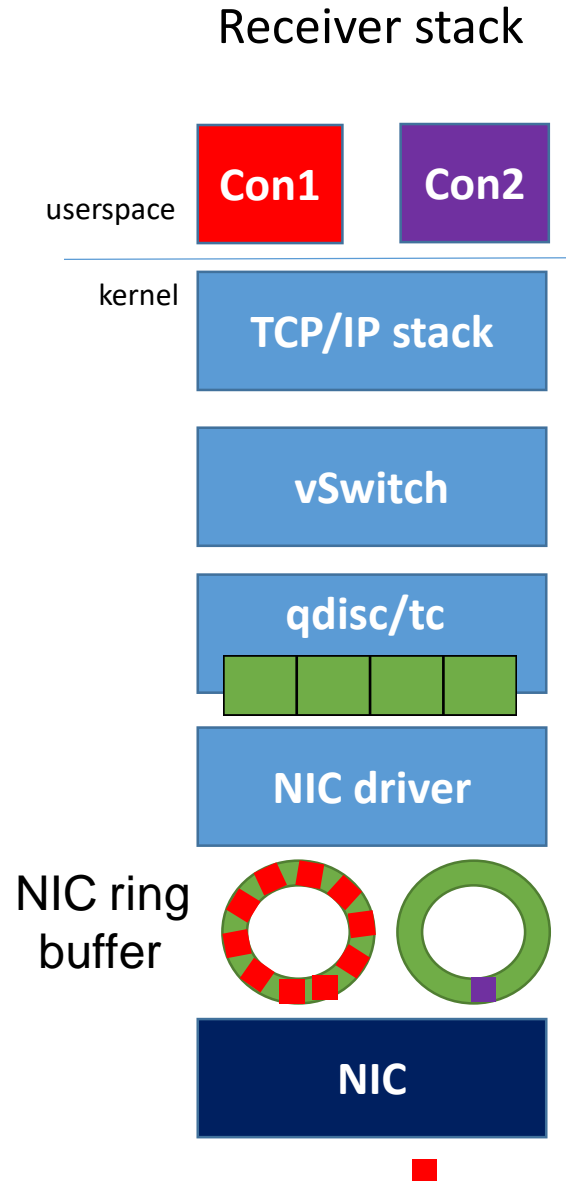 Receiver stack
Con1
Con2
userspace
kernel
TCP/IP stack
vSwitch
qdisc/tc
NIC driver
NIC ring
buffer
NIC